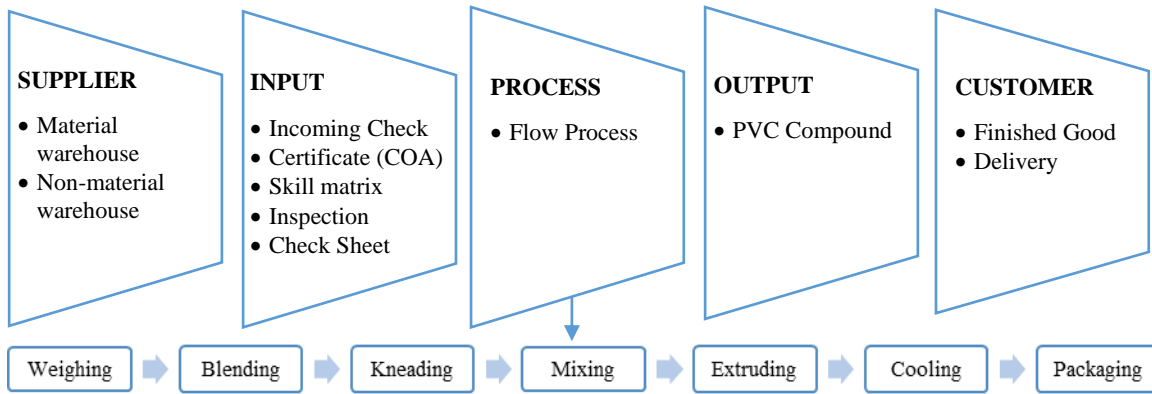 SUPPLIER
• Material
warehouse
• Non-material
warehouse
INPUT
• Incoming Check
• Certificate (COA)
• Skill matrix
• Inspection
• Check Sheet
PROCESS
• Flow Process
OUTPUT
• PVC Compound
CUSTOMER
• Finished Good
• Delivery
Weighing
Blending
Kneading
Mixing
Extruding
Cooling
Packaging